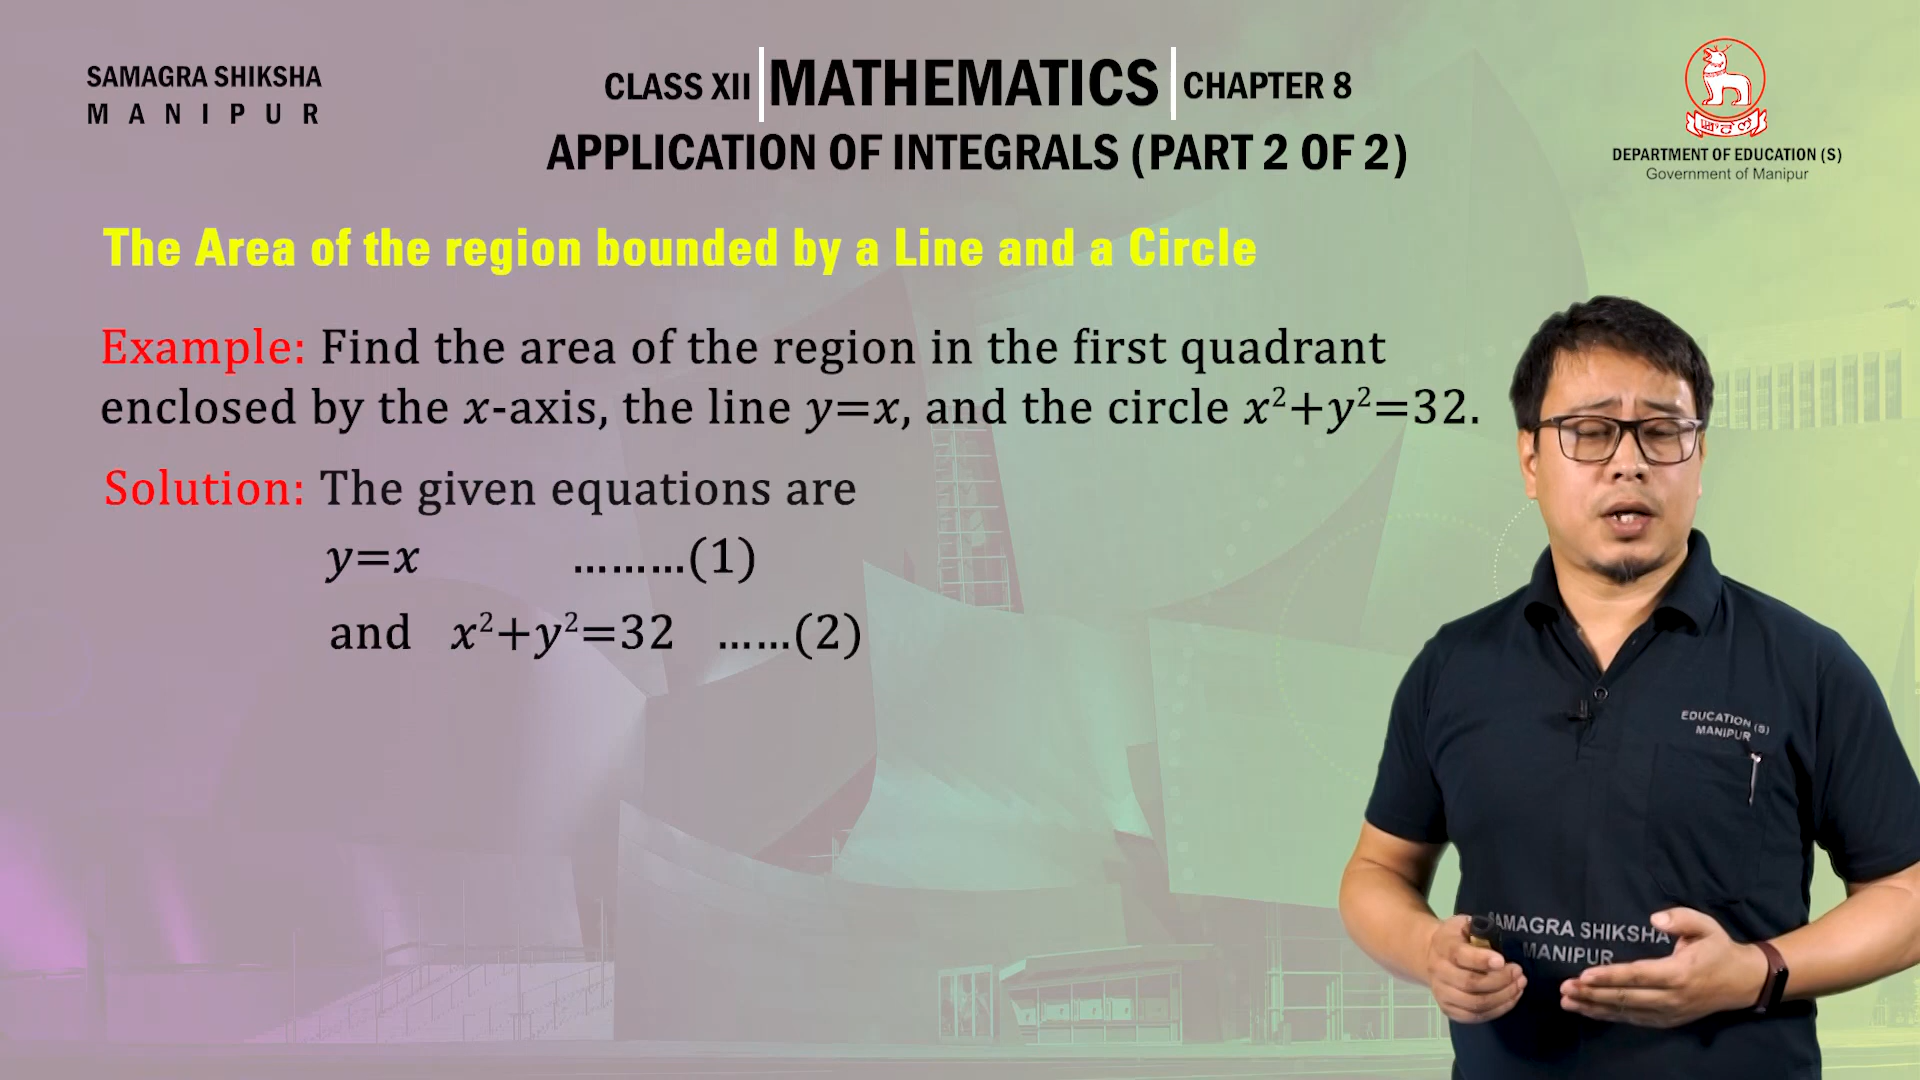 SAMAGRA SHIKSHA
MANIPUR
CLASS XII MATHEMATICS CHAPTER 8
APPLICATION OF INTEGRALS (PART 2 OF 2)
DEPARTMENT OF EDUCATION (S)
Government of Manipur
The Area of the region bounded by a Line and a Circle
Example: Find the area of the region in the first quadrant
enclosed by the x-axis, the line y=x, and the circle x²+y²=32.
Solution: The given equations are
y=x .........(1)
and x²+y²=32 ......(2)
EDUCATION (S)
MANIPUR
SAMAGRA SHIKSHA
MANIPUR